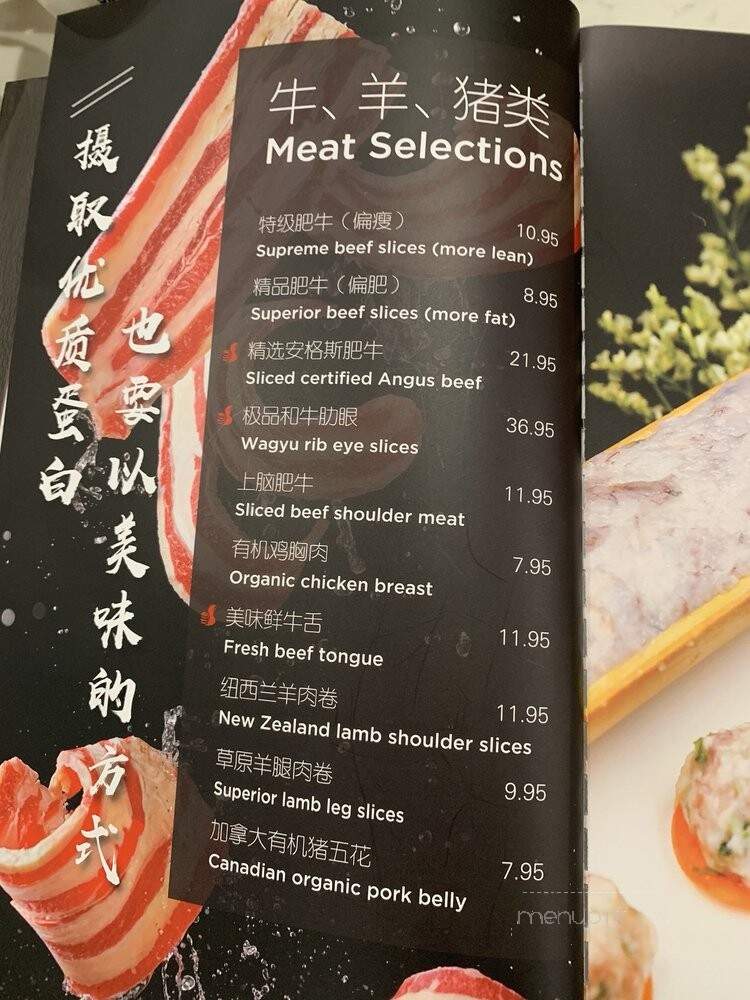 摄取优质蛋白
也要以美味的方式
牛、羊、猪类
Meat Selections
特级肥牛（偏瘦）
10.95
Supreme beef slices (more lean)
精品肥牛（偏肥）
8.95
Superior beef slices (more fat)
精选安格斯肥牛
21.95
Sliced certified Angus beef
极品和牛肋眼
36.95
Wagyu rib eye slices
上脑肥牛
11.95
Sliced beef shoulder meat
有机鸡胸肉
7.95
Organic chicken breast
美味鲜牛舌
11.95
Fresh beef tongue
纽西兰羊肉卷
11.95
New Zealand lamb shoulder slices
草原羊腿肉卷
9.95
Superior lamb leg slices
加拿大有机猪五花
7.95
Canadian organic pork belly